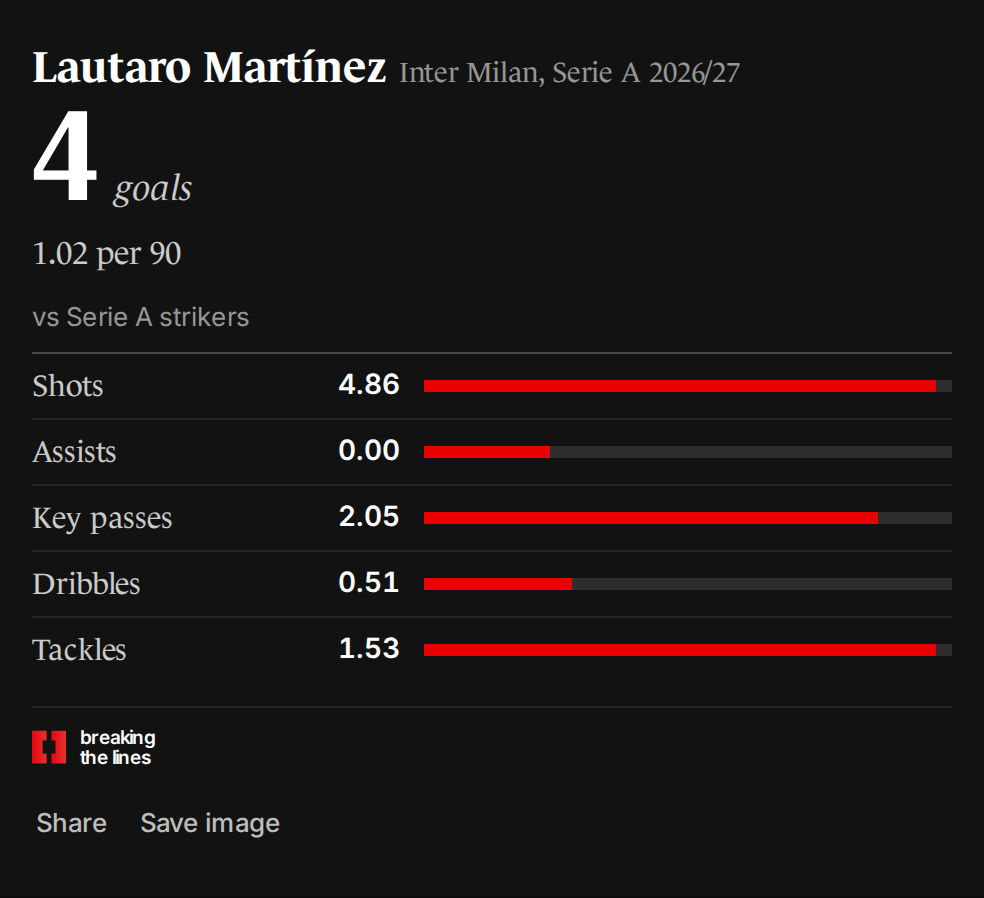 Lautaro Martínez Inter Milan, Serie A 2026/27
4 goals
1.02 per 90
vs Serie A strikers
Shots 4.86
Assists 0.00
Key passes 2.05
Dribbles 0.51
Tackles 1.53
breaking
the lines
Share Save image